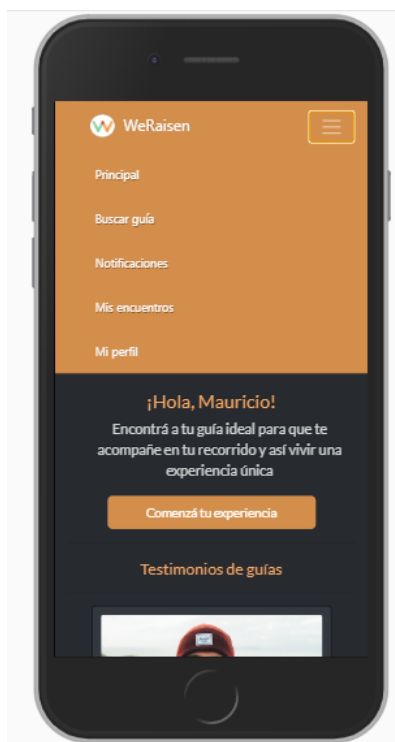 WeRaisen
Principal
Buscar guía
Notificaciones
Mis encuentros
Mi perfil
¡Hola, Mauricio!
Encontrá a tu guía ideal para que te
acompañe en tu recorrido y así vivir una
experiencia única
Comenzá tu experiencia
Testimonios de guías